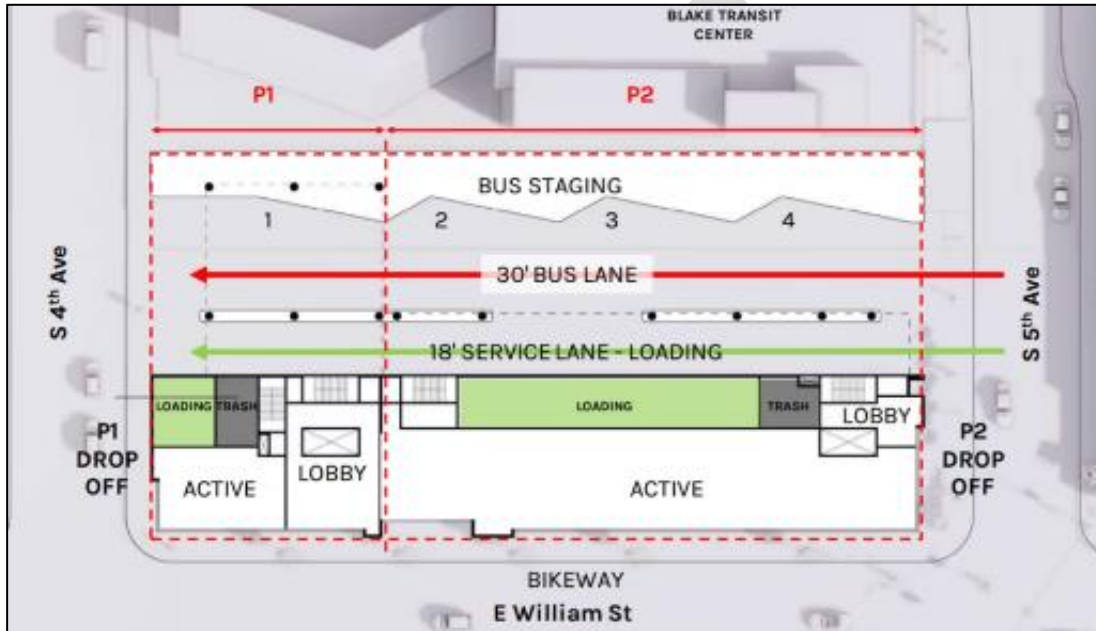 BLAKE TRANSIT
CENTER
P1
P2
BUS STAGING
1
2
3
4
30' BUS LANE
S 4th Ave
S 5th Ave
18' SERVICE LANE - LOADING
LOADING
TRASH
LOADING
TRASH
LOBBY
P1
DROP
OFF
LOBBY
ACTIVE
ACTIVE
P2
DROP
OFF
BIKEWAY
E William St